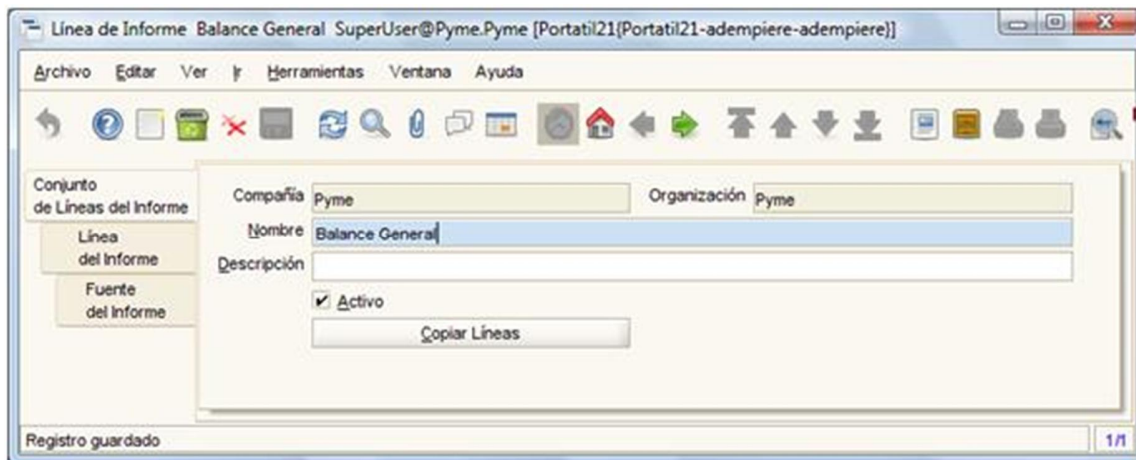 Línea de Informe Balance General SuperUser@Pyme.Pyme [Portatil21{Portatil21-adempiere-adempiere}]
Archivo Editar Ver Ir Herramientas Ventana Ayuda
Conjunto
de Líneas del Informe
Línea
del Informe
Fuente
del Informe
Compañía Pyme Organización Pyme
Nombre Balance General
Descripción
Activo
Copiar Líneas
Registro guardado 1/1